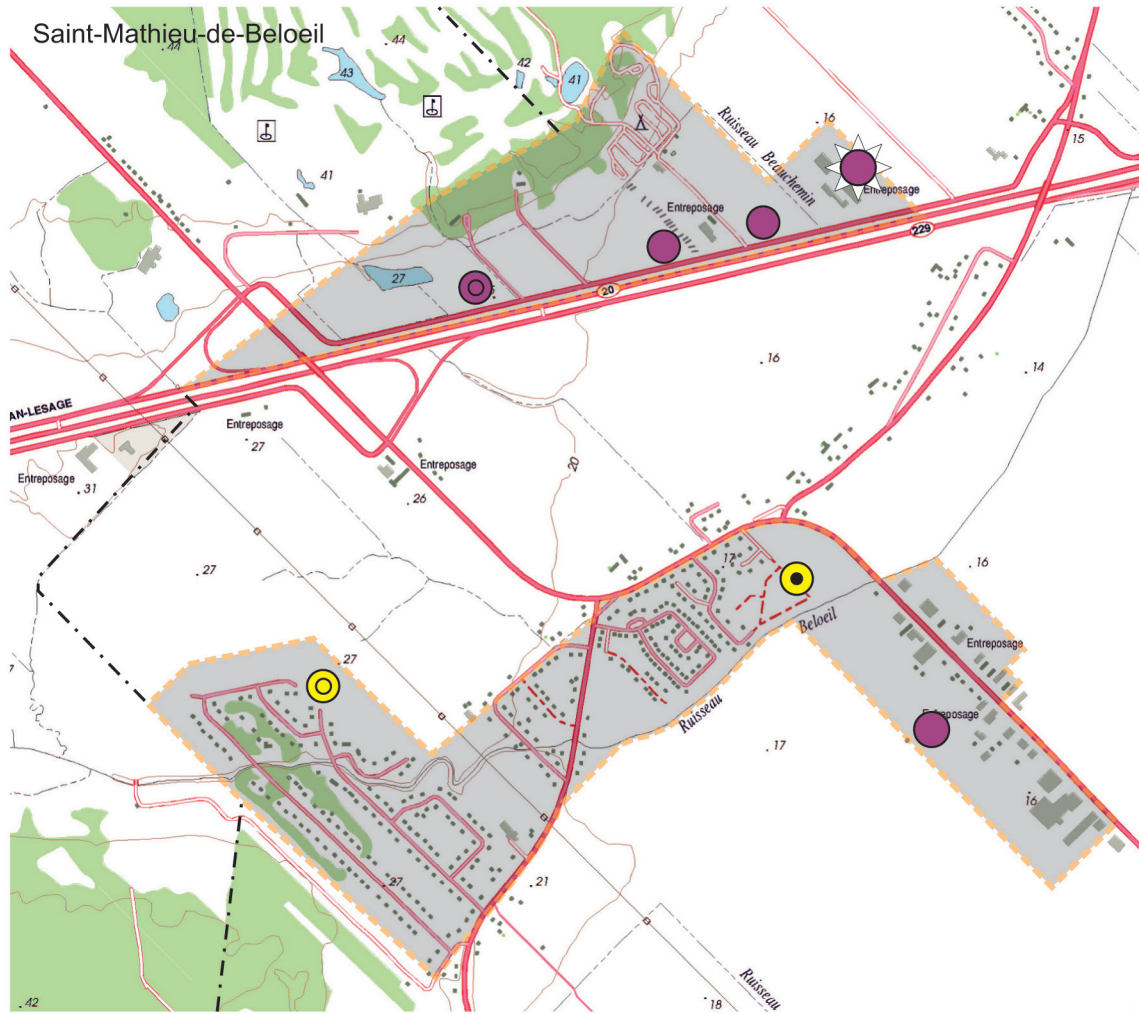 Saint-Mathieu-de-Beloeil
.44
.44
43
42
41
41
Ruisseau Beauchemin
.16
.15
Entreposage
Entreposage
229
27
20
.16
.14
AN-LESAGE
Entreposage
.27
Entreposage
Entreposage
.31
.26
20
.27
17
.16
Beloeil
Ruisseau
.27
Entreposage
Entreposage
.17
.16
.27
.21
Ruisseau
.42
.18